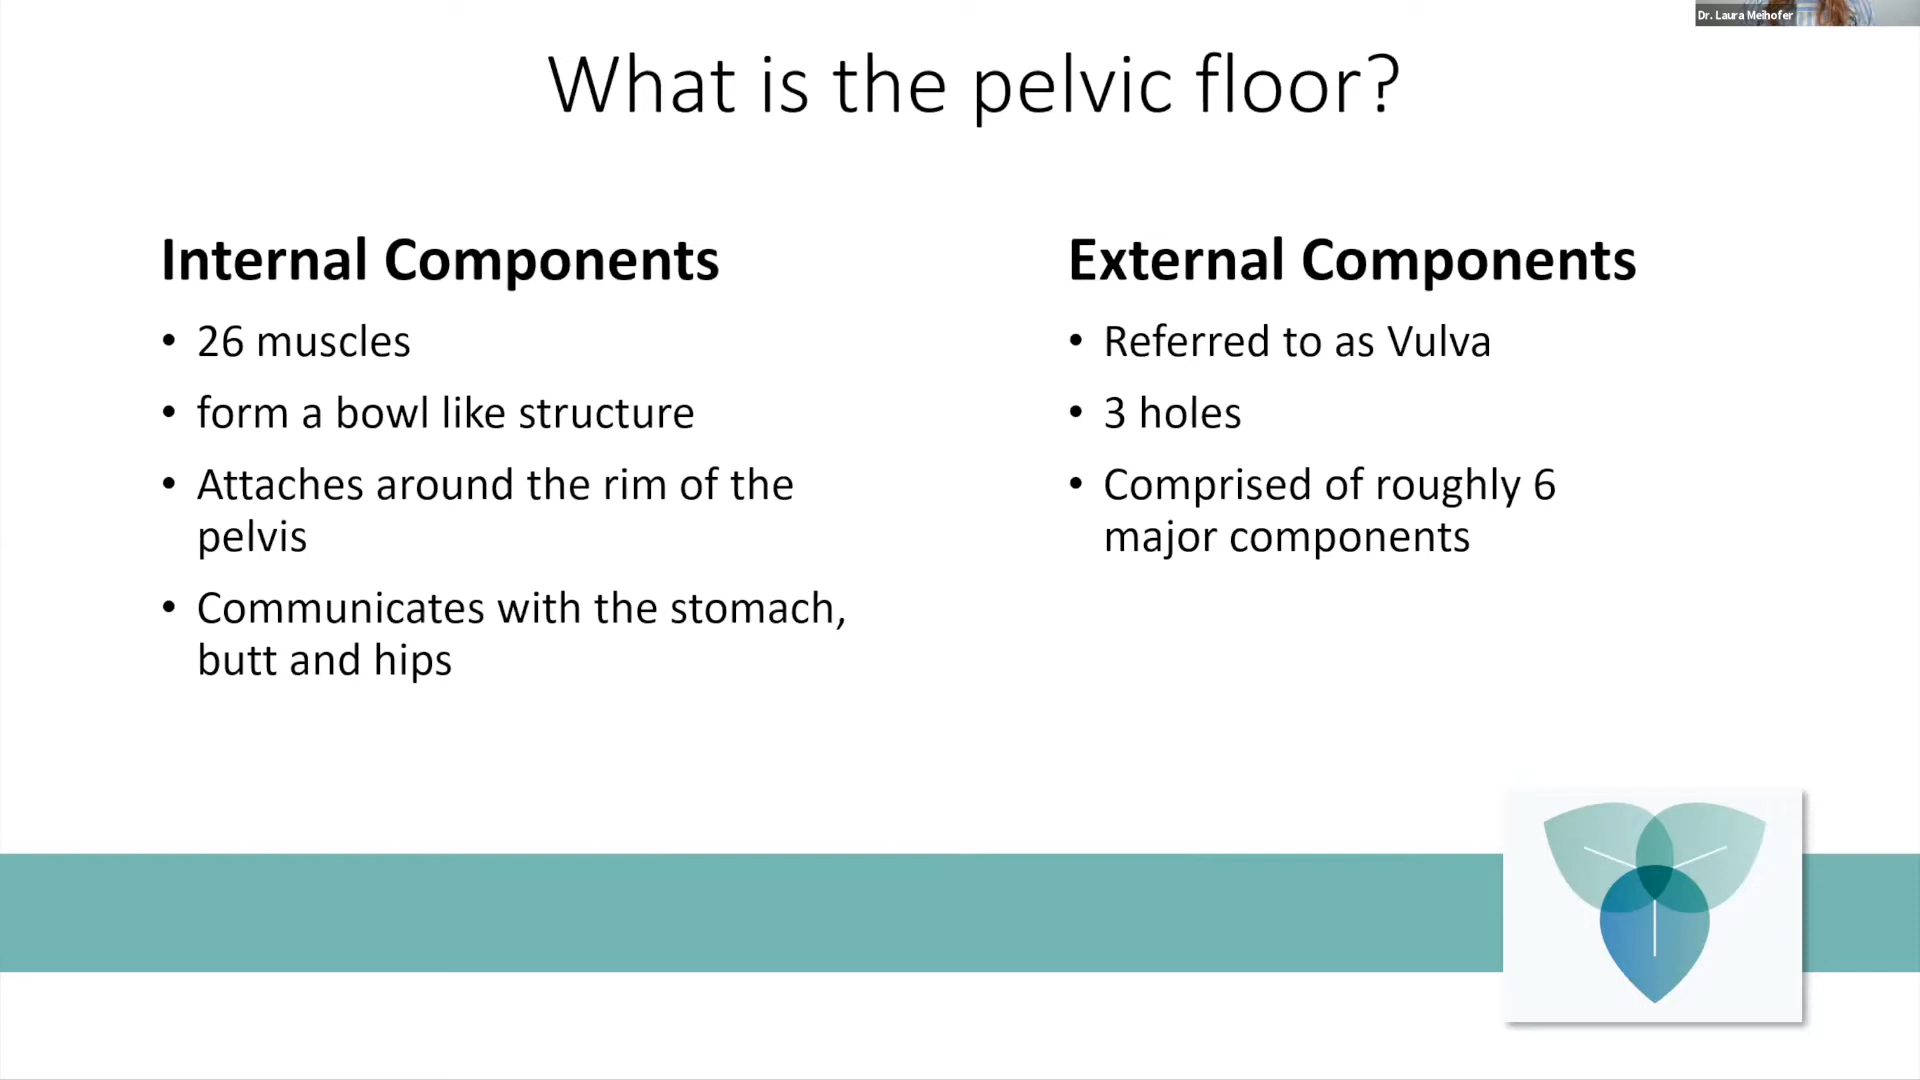 Dr. Laura Meihofer
What is the pelvic floor?
Internal Components
• 26 muscles
• form a bowl like structure
• Attaches around the rim of the
pelvis
• Communicates with the stomach,
butt and hips
External Components
• Referred to as Vulva
• 3 holes
• Comprised of roughly 6
major components